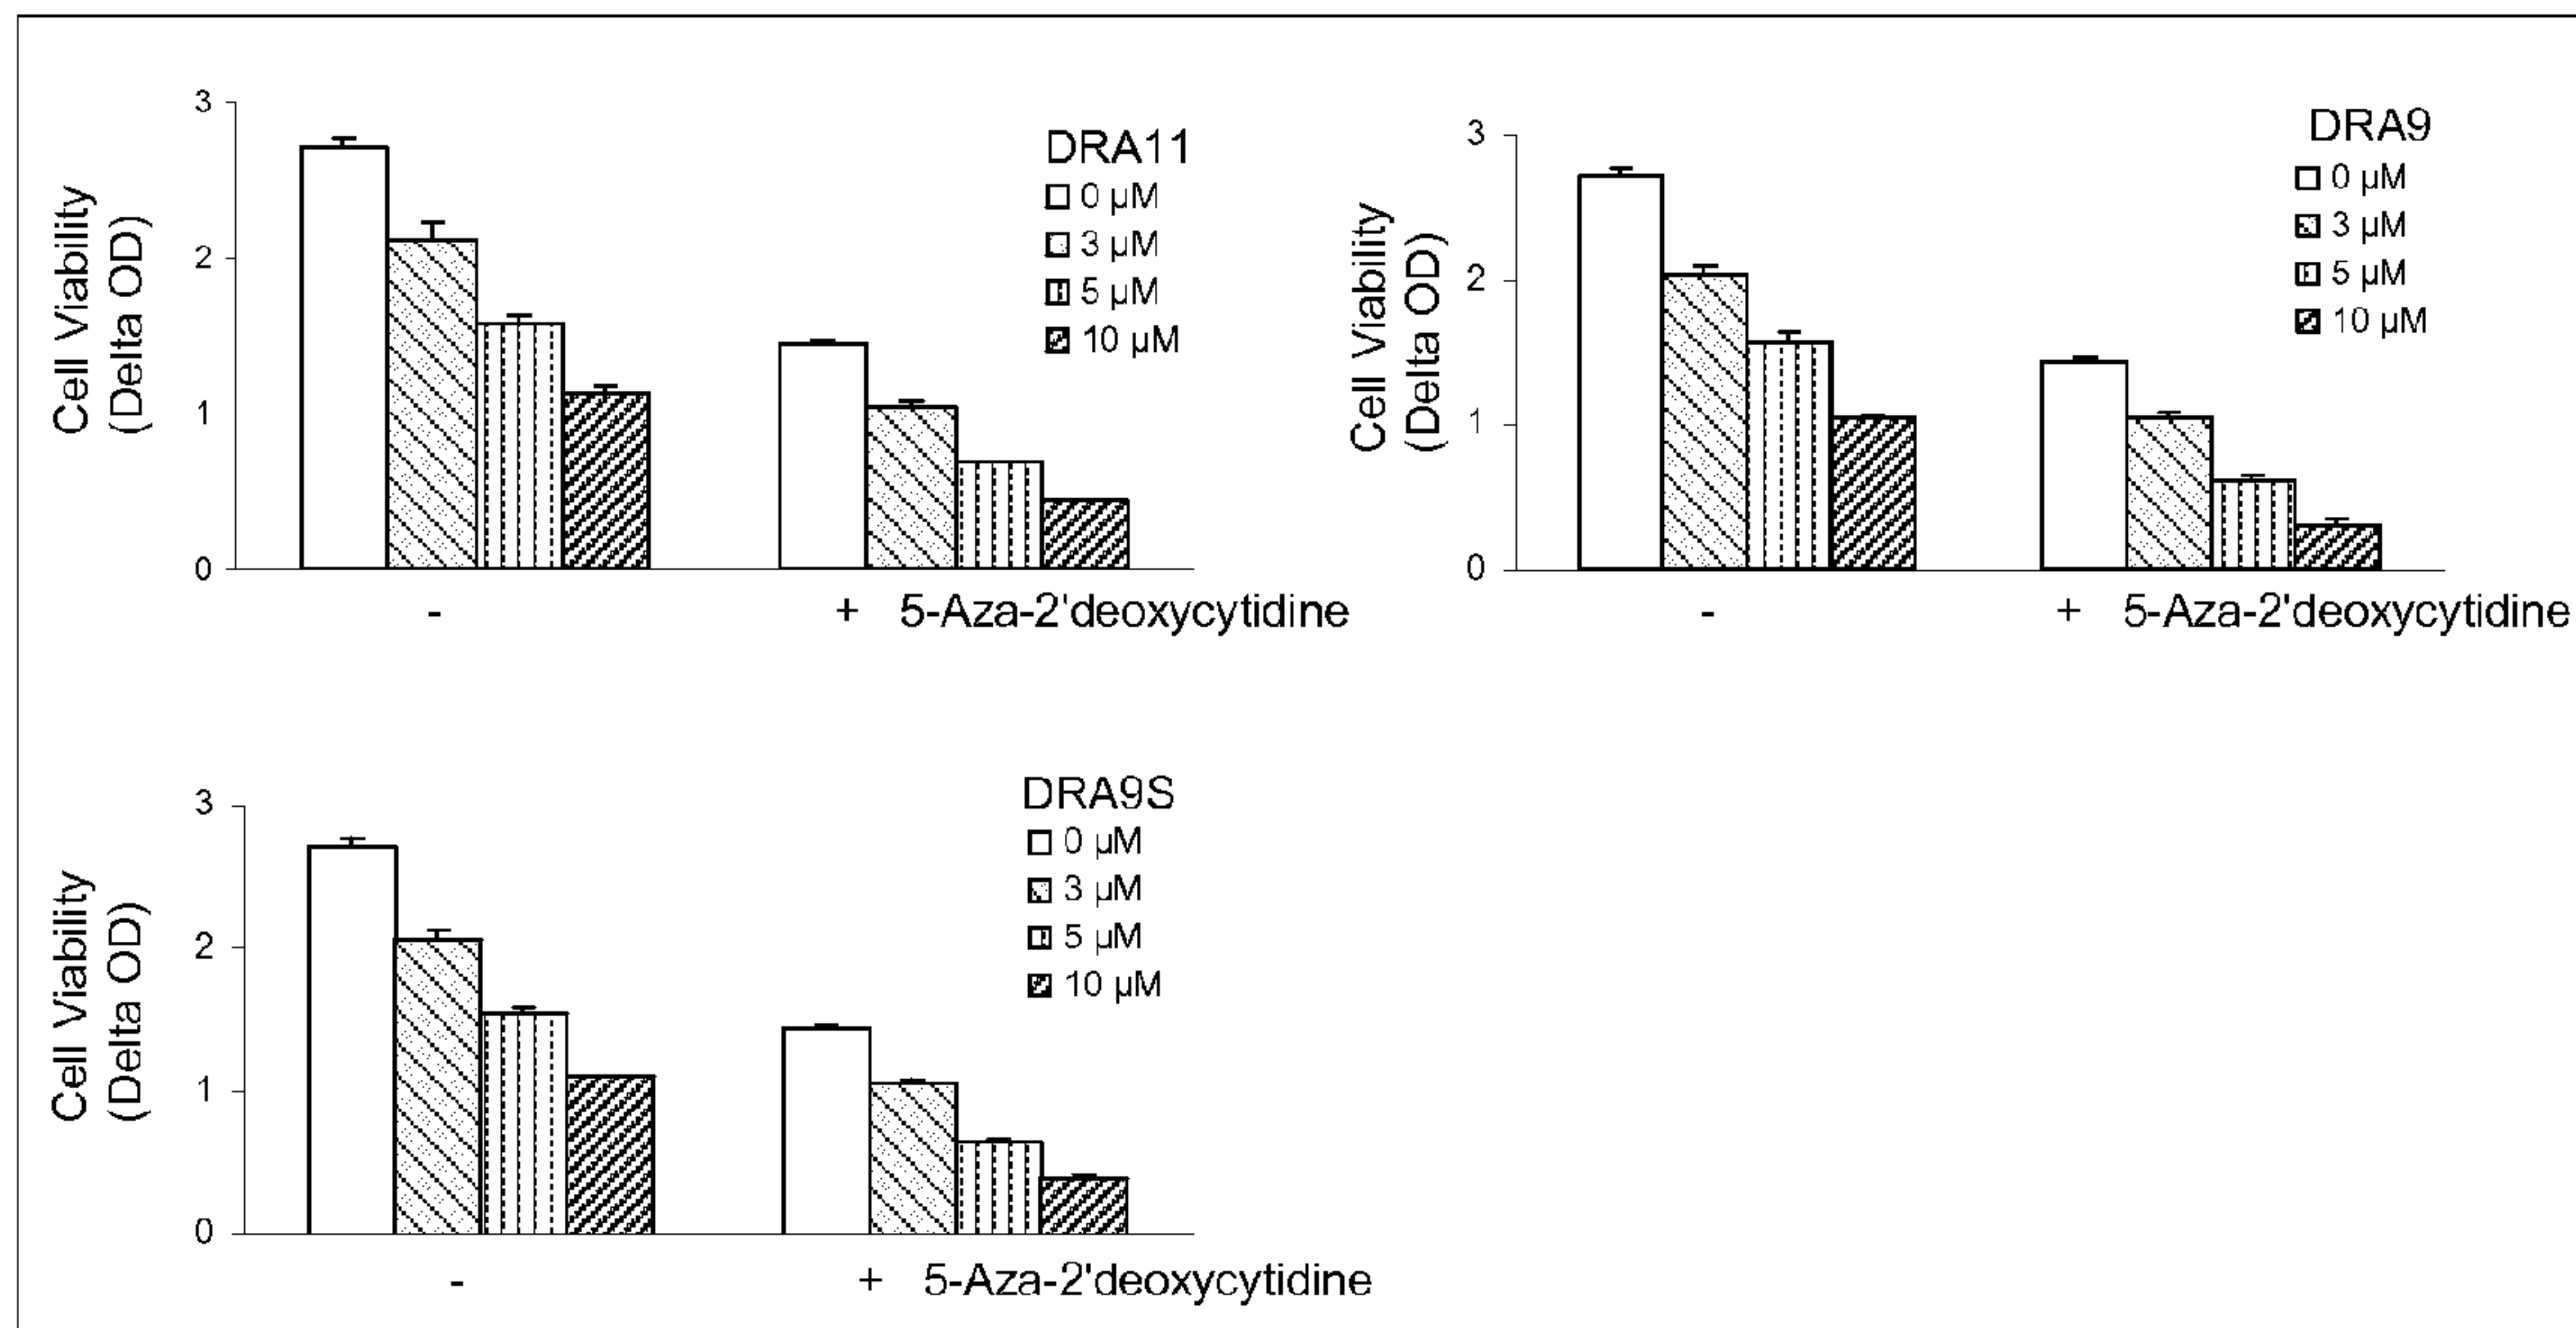 Cell Viability
(Delta OD)
3
2
1
0
DRA11
0 µM
3 µM
5 µM
10 µM
- + 5-Aza-2'deoxycytidine
Cell Viability
(Delta OD)
3
2
1
0
DRA9
0 µM
3 µM
5 µM
10 µM
- + 5-Aza-2'deoxycytidine
Cell Viability
(Delta OD)
3
2
1
0
DRA9S
0 µM
3 µM
5 µM
10 µM
- + 5-Aza-2'deoxycytidine